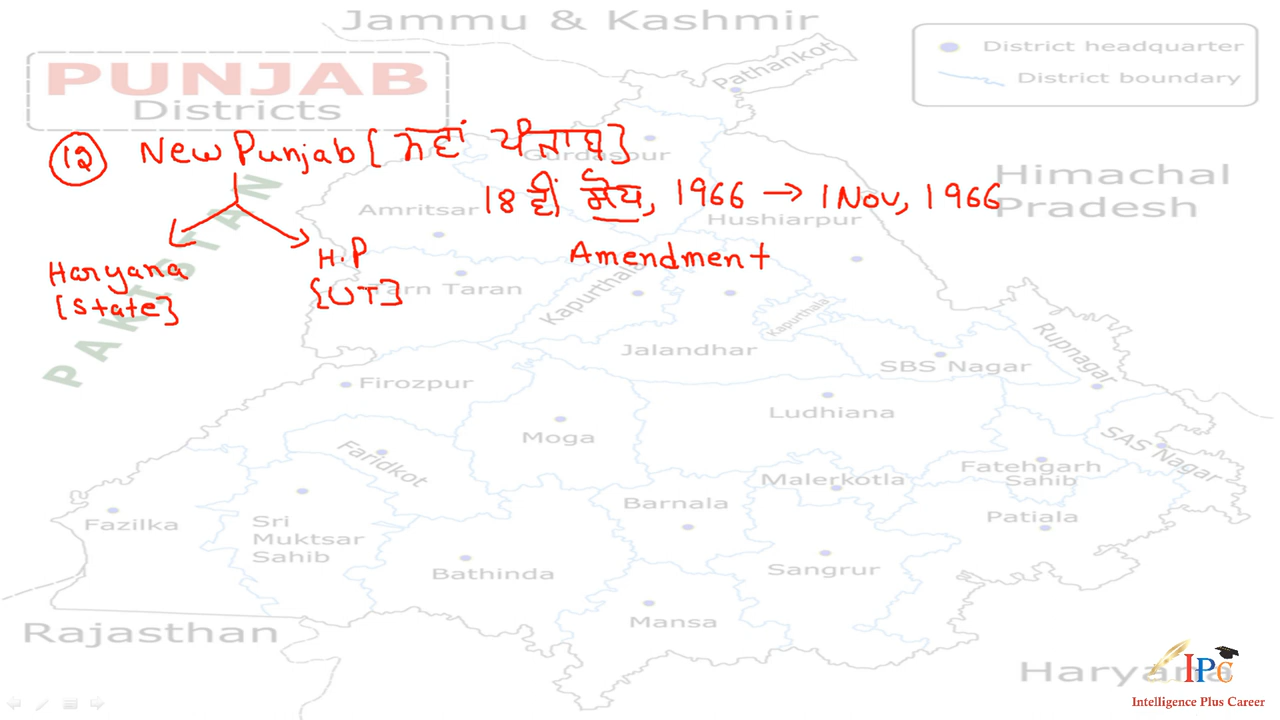 Jammu & Kashmir
PUNJAB
Districts
District headquarter
District boundary
Pathankot
12 New Punjab [ਨਵਾਂ ਪੰਜਾਬ]
Gurdaspur
Himachal
Pradesh
18 ਵੀਂ ਸੋਧ, 1966 → 1 Nov, 1966
Amritsar
Hushiarpur
PAKISTAN
Haryana
[State]
H.P
{UT}
Amendment
Tarn Taran
Kapurthala
Kapurthala
Jalandhar
SBS Nagar
Rupnagar
Firozpur
Ludhiana
Moga
Faridkot
SAS Nagar
Fatehgarh
Sahib
Malerkotla
Barnala
Fazilka
Sri
Muktsar
Sahib
Patiala
Bathinda
Sangrur
Mansa
Rajasthan
Haryana
IPC
Intelligence Plus Career